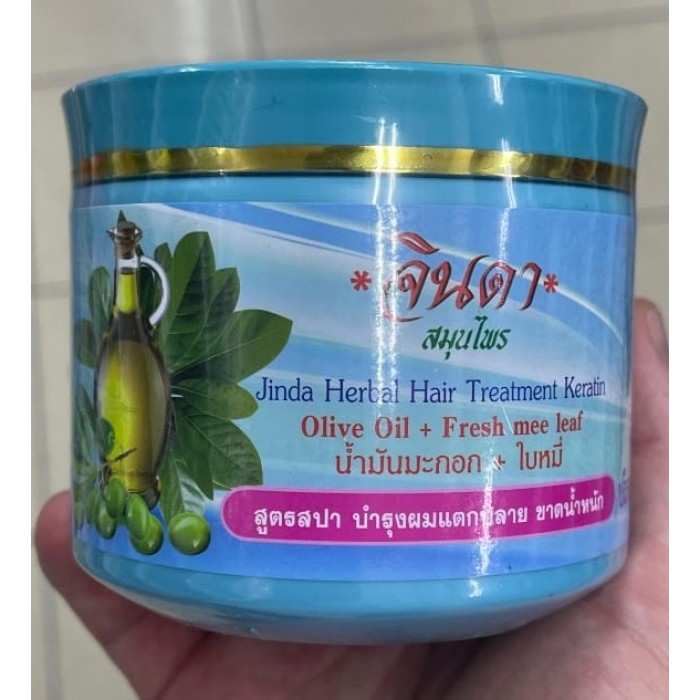 *จินดา*
สมุนไพร
Jinda Herbal Hair Treatment Keratin
Olive Oil + Fresh mee leaf
น้ำมันมะกอก + ใบหมี่
สูตรสปา บำรุงผมแตกปลาย ขาดน้ำหนัก